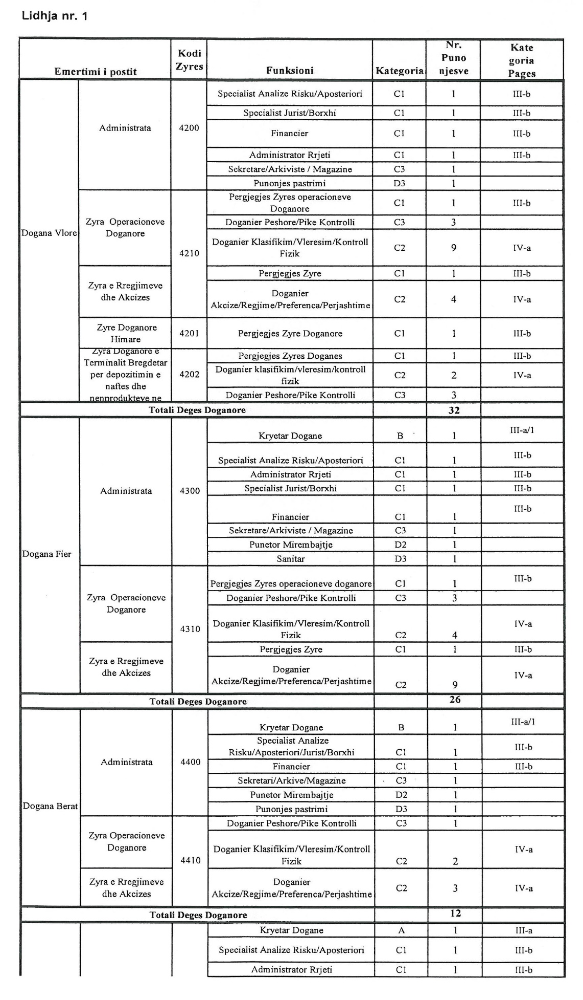 Lidhja nr. 1
Emertimi i postit
Kodi
Zyres
Funksioni
Kategoria
Nr.
Puno
njesve
Kate
goria
Pages
Dogana Vlore
Administrata
4200
Specialist Analize Risku/Aposteriori C1 1 III-b
Specialist Jurist/Borxhi C1 1 III-b
Financier C1 1 III-b
Administrator Rrjeti C1 1 III-b
Sekretare/Arkiviste / Magazine C3 1
Punonjes pastrimi D3 1
Zyra Operacioneve
Doganore
4210
Pergjegjes Zyres operacioneve
Doganore C1 1 III-b
Doganier Peshore/Pike Kontrolli C3 3
Doganier Klasifikim/Vleresim/Kontroll
Fizik C2 9 IV-a
Zyra e Rregjimeve
dhe Akcizes
Pergjegjes Zyre C1 1 III-b
Doganier
Akcize/Regjime/Preferenca/Perjashtime C2 4 IV-a
Zyre Doganore
Himare
4201
Pergjegjes Zyre Doganore C1 1 III-b
Zyra Doganore e
Terminalit Bregdetar
per depozitimin e
naftes dhe
nenprodukteve ne
4202
Pergjegjes Zyres Doganes C1 1 III-b
Doganier klasifikim/vleresim/kontroll
fizik C2 2 IV-a
Doganier Peshore/Pike Kontrolli C3 3
Totali Deges Doganore 32
Dogana Fier
Administrata
4300
Kryetar Dogane B 1 III-a/1
Specialist Analize Risku/Aposteriori C1 1 III-b
Administrator Rrjeti C1 1 III-b
Specialist Jurist/Borxhi C1 1 III-b
Financier C1 1 III-b
Sekretare/Arkiviste / Magazine C3 1
Punetor Mirembajtje D2 1
Sanitar D3 1
Zyra Operacioneve
Doganore
4310
Pergjegjes Zyres operacioneve doganore C1 1 III-b
Doganier Peshore/Pike Kontrolli C3 3
Doganier Klasifikim/Vleresim/Kontroll
Fizik C2 4 IV-a
Zyra e Rregjimeve
dhe Akcizes
Pergjegjes Zyre C1 1 III-b
Doganier
Akcize/Regjime/Preferenca/Perjashtime C2 9 IV-a
Totali Deges Doganore 26
Dogana Berat
Administrata
4400
Kryetar Dogane B 1 III-a/1
Specialist Analize
Risku/Aposteriori/Jurist/Borxhi C1 1 III-b
Financier C1 1 III-b
Sekretari/Arkive/Magazine C3 1
Punetor Mirembajtje D2 1
Punonjes pastrimi D3 1
Zyra Operacioneve
Doganore
4410
Doganier Peshore/Pike Kontrolli C3 1
Doganier Klasifikim/Vleresim/Kontroll
Fizik C2 2 IV-a
Zyra e Rregjimeve
dhe Akcizes
Doganier
Akcize/Regjime/Preferenca/Perjashtime C2 3 IV-a
Totali Deges Doganore 12
Kryetar Dogane A 1 III-a
Specialist Analize Risku/Aposteriori C1 1 III-b
Administrator Rrjeti C1 1 III-b